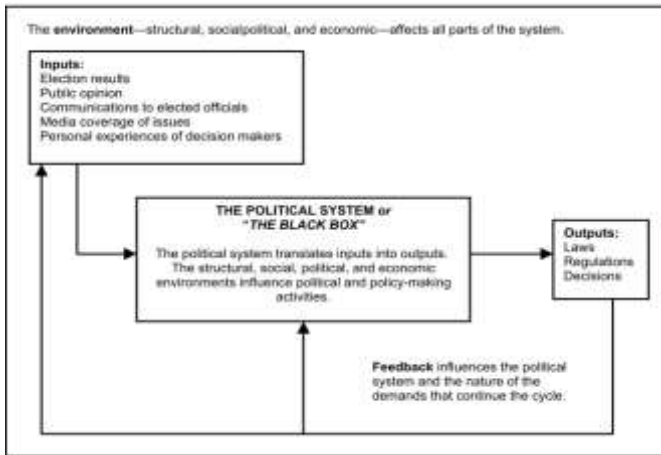 The environment—structural, socialpolitical, and economic—affects all parts of the system.
Inputs:
Election results
Public opinion
Communications to elected officials
Media coverage of issues
Personal experiences of decision makers
THE POLITICAL SYSTEM or
"THE BLACK BOX"
The political system translates inputs into outputs.
The structural, social, political, and economic
environments influence political and policy-making
activities.
Outputs:
Laws
Regulations
Decisions
Feedback influences the political
system and the nature of the
demands that continue the cycle.